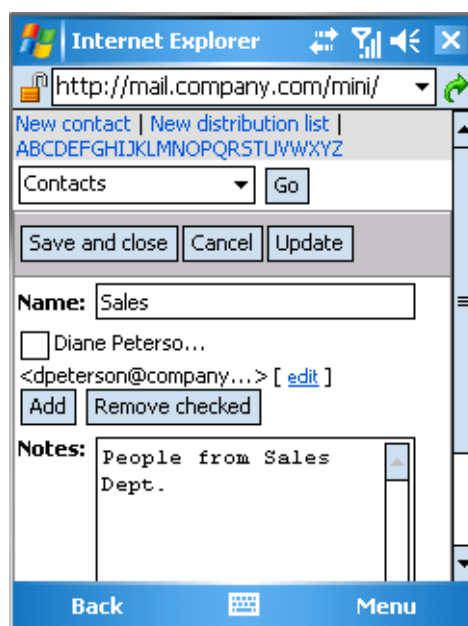 Internet Explorer
http://mail.company.com/mini/
New contact | New distribution list |
ABCDEFGHIJKLMNOPQRSTUVWXYZ
Contacts Go
Save and close Cancel Update
Name: Sales
Diane Peterso...
<dpeterson@company...> [ edit ]
Add Remove checked
Notes: People from Sales
Dept.
Back Menu